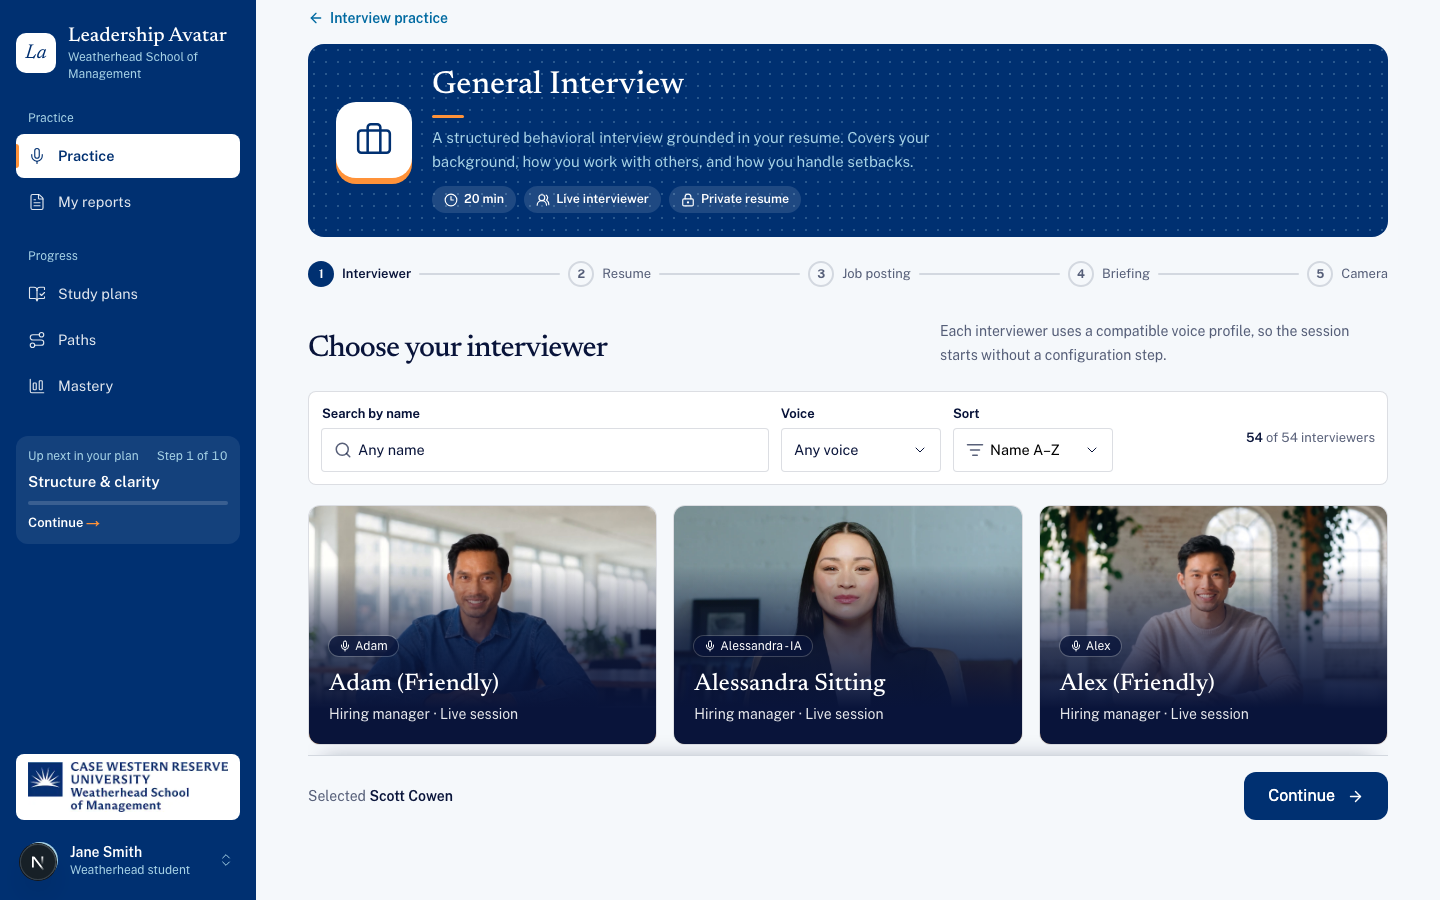 La
Leadership Avatar
Weatherhead School of
Management
Practice
Practice
My reports
Progress
Study plans
Paths
Mastery
Up next in your plan Step 1 of 10
Structure & clarity
Continue →
CASE WESTERN RESERVE
UNIVERSITY
Weatherhead School
of Management
N
Jane Smith
Weatherhead student
← Interview practice
General Interview
A structured behavioral interview grounded in your resume. Covers your
background, how you work with others, and how you handle setbacks.
20 min Live interviewer Private resume
1 Interviewer 2 Resume 3 Job posting 4 Briefing 5 Camera
Choose your interviewer
Each interviewer uses a compatible voice profile, so the session
starts without a configuration step.
Search by name Voice Sort
Any name Any voice Name A–Z
54 of 54 interviewers
Adam
Adam (Friendly)
Hiring manager · Live session
Alessandra-IA
Alessandra Sitting
Hiring manager · Live session
Alex
Alex (Friendly)
Hiring manager · Live session
Selected Scott Cowen
Continue →